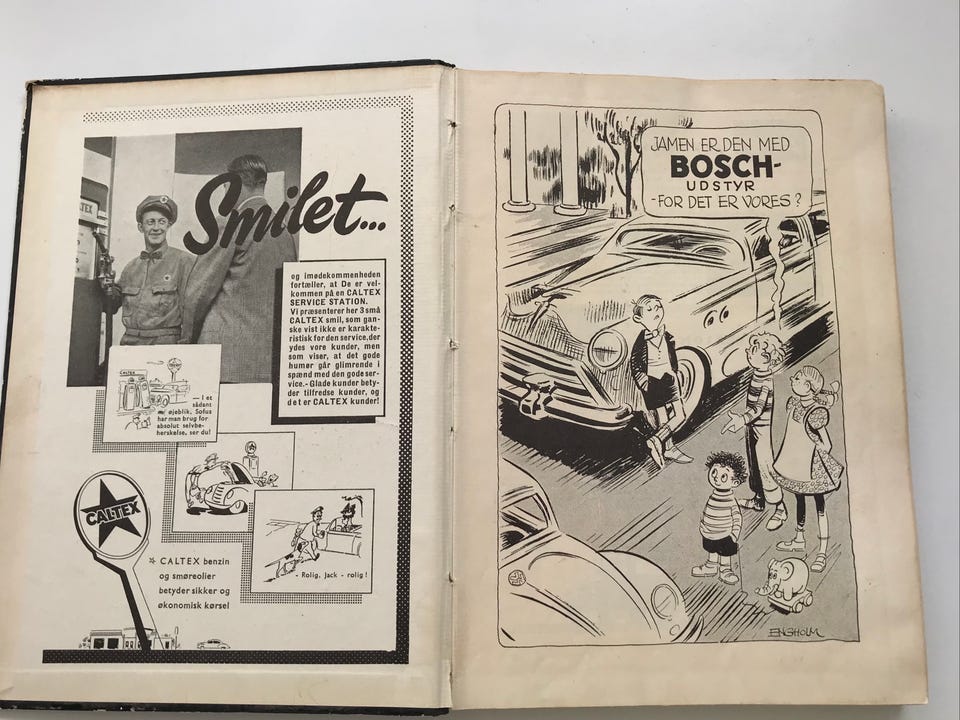 Smilet...
CALTEX
og imødekommenheden
fortæller, at De er vel-
kommen på en CALTEX
SERVICE STATION.
Vi præsenterer her 3 små
CALTEX smil, som gan-
ske vist ikke er karakte-
ristisk for den service, der
ydes vore kunder, men
som viser, at det gode
humør går glimrende i
spænd med den gode ser-
vice.- Glade kunder bety-
der tilfredse kunder, og
det er CALTEX kunder!
CALTEX
— I et
sådant
øjeblik, Sofus
har man brug for
absolut selvbe-
herskelse, ser du!
- Rolig, Jack - rolig!
CALTEX
CALTEX benzin
og smøreolier
betyder sikker og
økonomisk kørsel
JAMEN ER DEN MED
BOSCH-
UDSTYR
-FOR DET ER VORES?
ENGHOLM